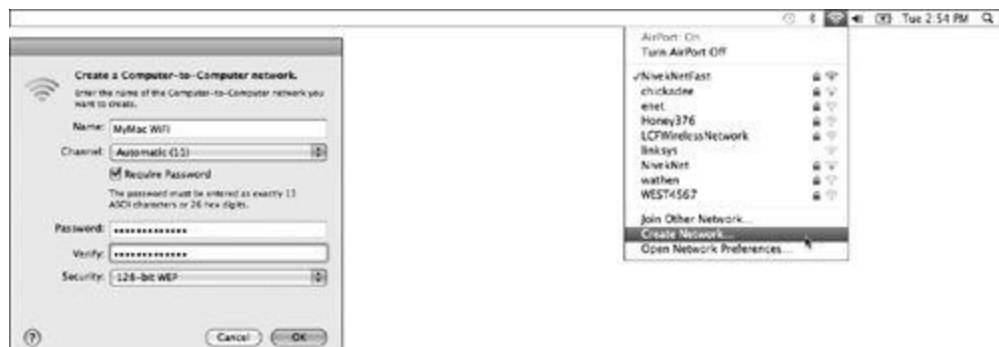 Tue 2:54 PM
Create a Computer-to-Computer network.
Enter the name of the Computer-to-Computer network you
want to create.
Name: MyMac WiFi
Channel: Automatic (11)
Require Password
The password must be entered as exactly 13
ASCII characters or 26 hex digits.
Password: •••••••••••••
Verify: •••••••••••••
Security: 128-bit WEP
?
Cancel
OK
AirPort: On
Turn AirPort Off
✓NivekNetFast
chickadee
enet
Honey376
LCFWirelessNetwork
linksys
NivekNet
wathen
WEST4567
Join Other Network...
Create Network...
Open Network Preferences...